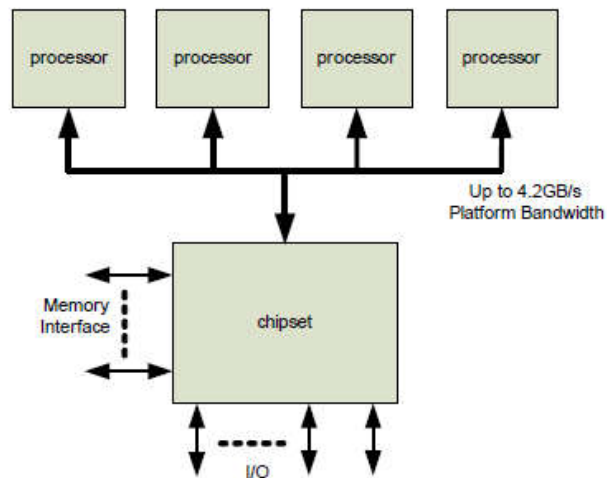 processor
processor
processor
processor
Up to 4.2GB/s
Platform Bandwidth
Memory
Interface
chipset
I/O